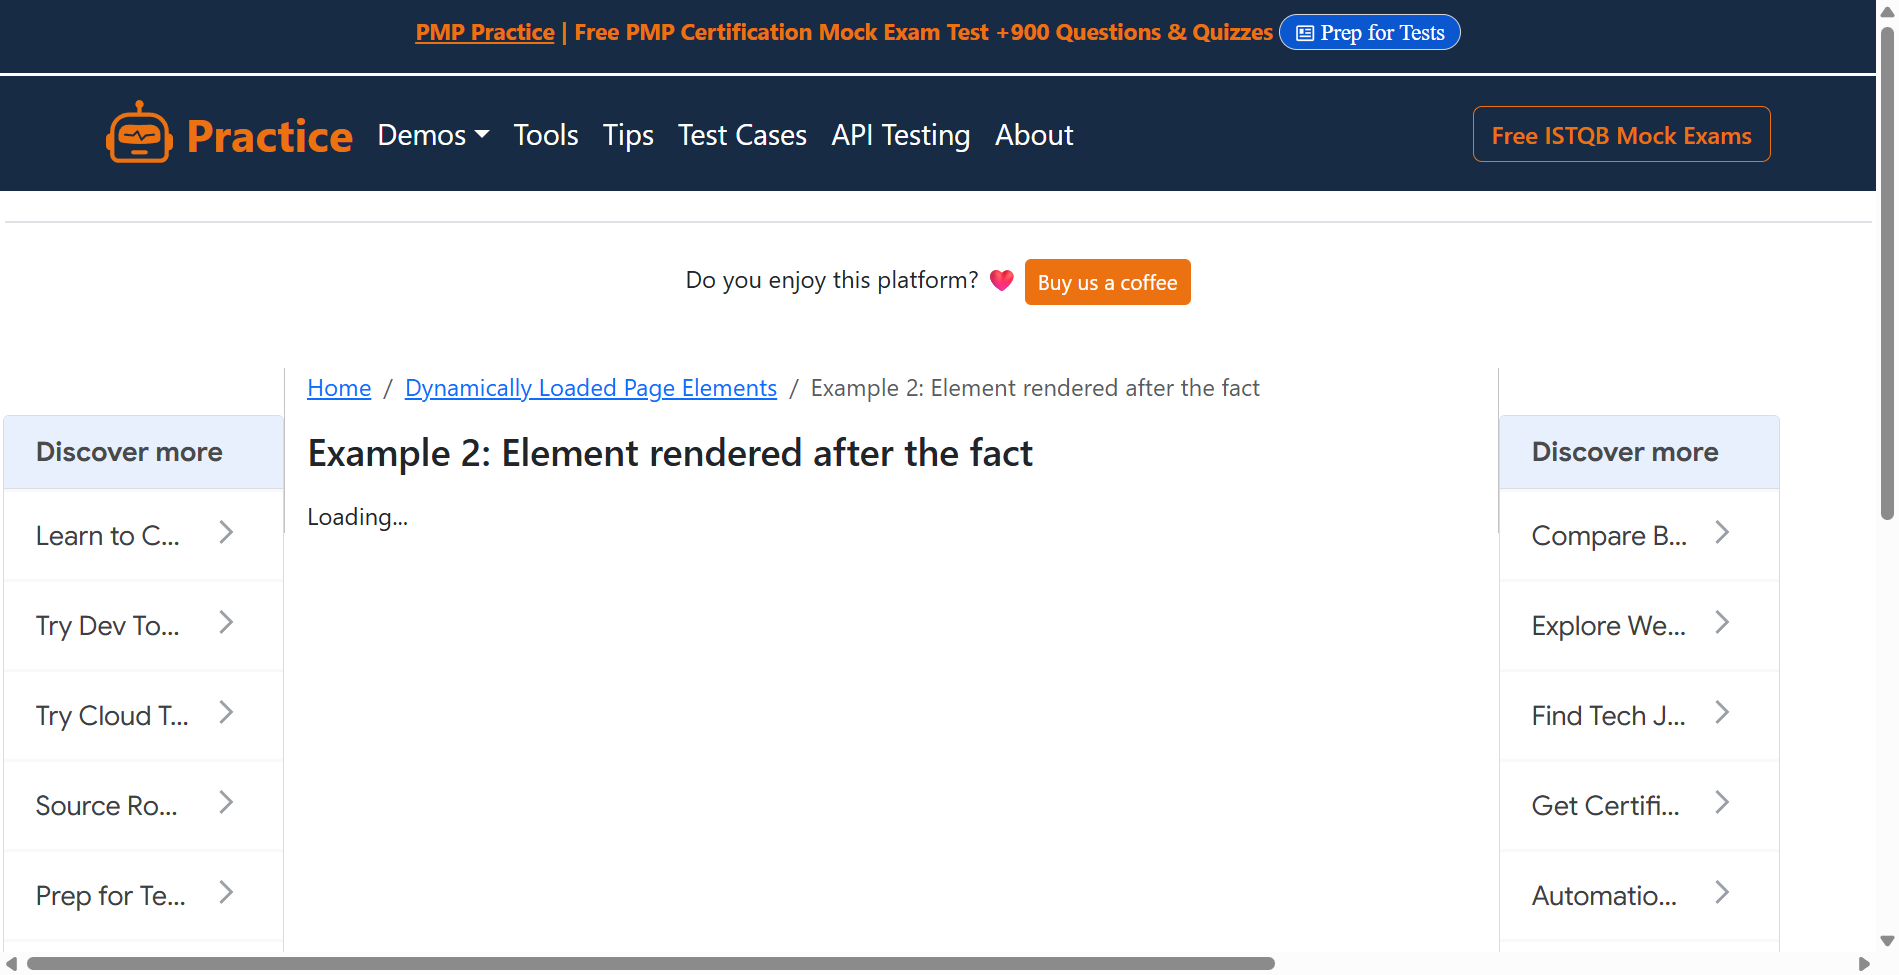 PMP Practice | Free PMP Certification Mock Exam Test +900 Questions & Quizzes Prep for Tests
Practice Demos Tools Tips Test Cases API Testing About Free ISTQB Mock Exams
Do you enjoy this platform? Buy us a coffee
Home / Dynamically Loaded Page Elements / Example 2: Element rendered after the fact
Example 2: Element rendered after the fact
Loading...
Discover more
Learn to C...
Try Dev To...
Try Cloud T...
Source Ro...
Prep for Te...
Discover more
Compare B...
Explore We...
Find Tech J...
Get Certifi...
Automatio...